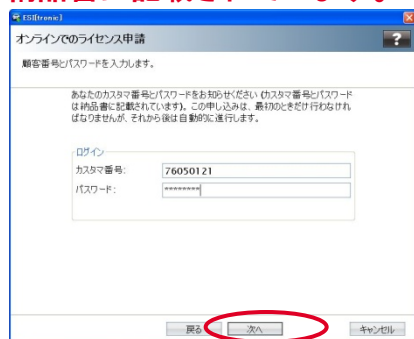 ESI[tronic]
オンラインでのライセンス申請
?
顧客番号とパスワードを入力します。
あなたのカスタマ番号とパスワードをお知らせください(カスタマ番号とパスワード
は納品書に記載されています)。この申し込みは、最初のときだけ行わなけれ
ばなりませんが、それから後は自動的に進行します。
ログイン
カスタマ番号: 76050121
パスワード: ********
戻る 次へ キャンセル